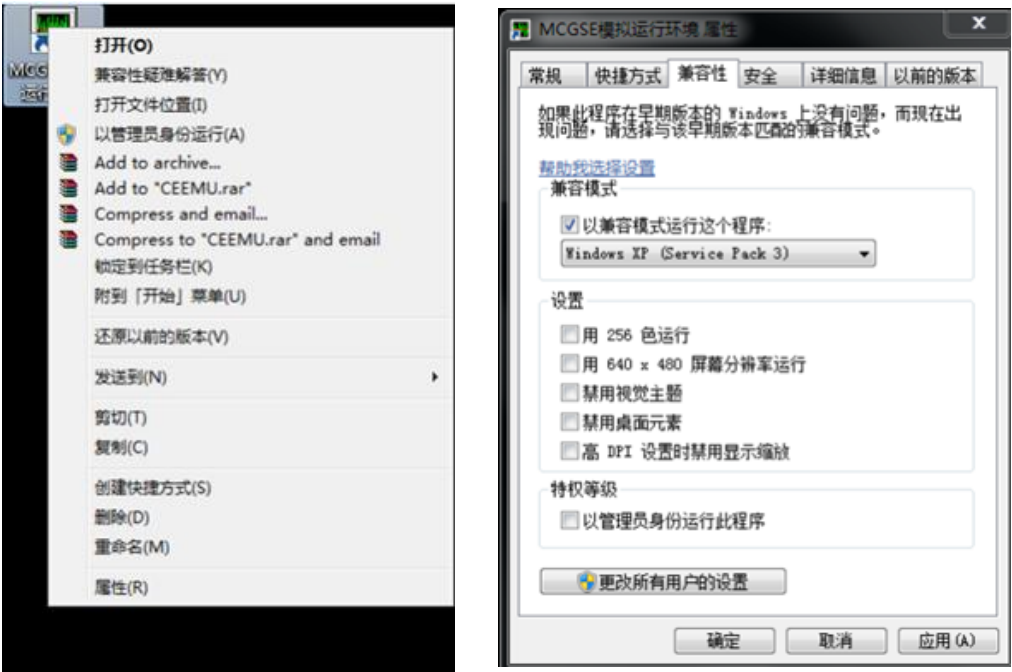 MCG
运行
打开(O)
兼容性疑难解答(Y)
打开文件位置(I)
以管理员身份运行(A)
Add to archive...
Add to "CEEMU.rar"
Compress and email...
Compress to "CEEMU.rar" and email
锁定到任务栏(K)
附到「开始」菜单(U)
还原以前的版本(V)
发送到(N)
剪切(T)
复制(C)
创建快捷方式(S)
删除(D)
重命名(M)
属性(R)
MCGSE模拟运行环境 属性
常规 快捷方式 兼容性 安全 详细信息 以前的版本
如果此程序在早期版本的 Windows 上没有问题，而现在出
现问题，请选择与该早期版本匹配的兼容模式。
帮助我选择设置
兼容模式
以兼容模式运行这个程序:
Windows XP (Service Pack 3)
设置
用 256 色运行
用 640 x 480 屏幕分辨率运行
禁用视觉主题
禁用桌面元素
高 DPI 设置时禁用显示缩放
特权等级
以管理员身份运行此程序
更改所有用户的设置
确定 取消 应用(A)